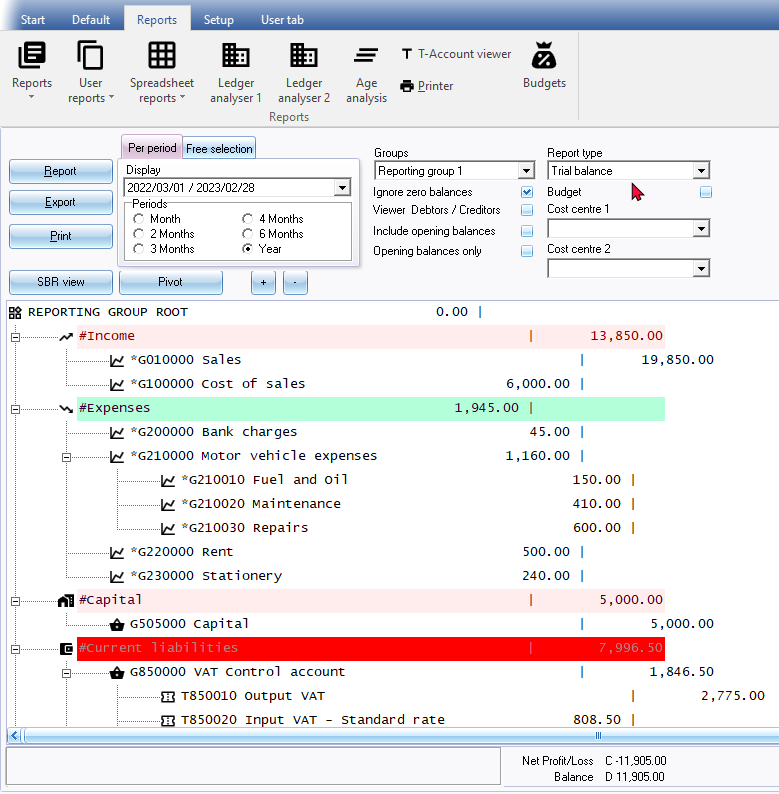 Start Default Reports Setup User tab
Reports User reports Spreadsheet reports Ledger analyser 1 Ledger analyser 2 Age analysis T-Account viewer Printer Budgets
Reports
Per period Free selection
Report
Export
Print
Display
2022/03/01 / 2023/02/28
Periods
Month 4 Months
2 Months 6 Months
3 Months Year
Groups
Reporting group 1
Ignore zero balances
Viewer Debtors / Creditors
Include opening balances
Opening balances only
Report type
Trial balance
Budget
Cost centre 1
Cost centre 2
SBR view Pivot + -
REPORTING GROUP ROOT 0.00 |
#Income | 13,850.00
*G010000 Sales | 19,850.00
*G100000 Cost of sales 6,000.00 |
#Expenses 1,945.00 |
*G200000 Bank charges 45.00 |
*G210000 Motor vehicle expenses 1,160.00 |
*G210010 Fuel and Oil 150.00 |
*G210020 Maintenance 410.00 |
*G210030 Repairs 600.00 |
*G220000 Rent 500.00 |
*G230000 Stationery 240.00 |
#Capital | 5,000.00
G505000 Capital | 5,000.00
#Current liabilities | 7,996.50
G850000 VAT Control account | 1,846.50
T850010 Output VAT | 2,775.00
T850020 Input VAT - Standard rate 808.50 |
Net Profit/Loss C -11,905.00
Balance D 11,905.00